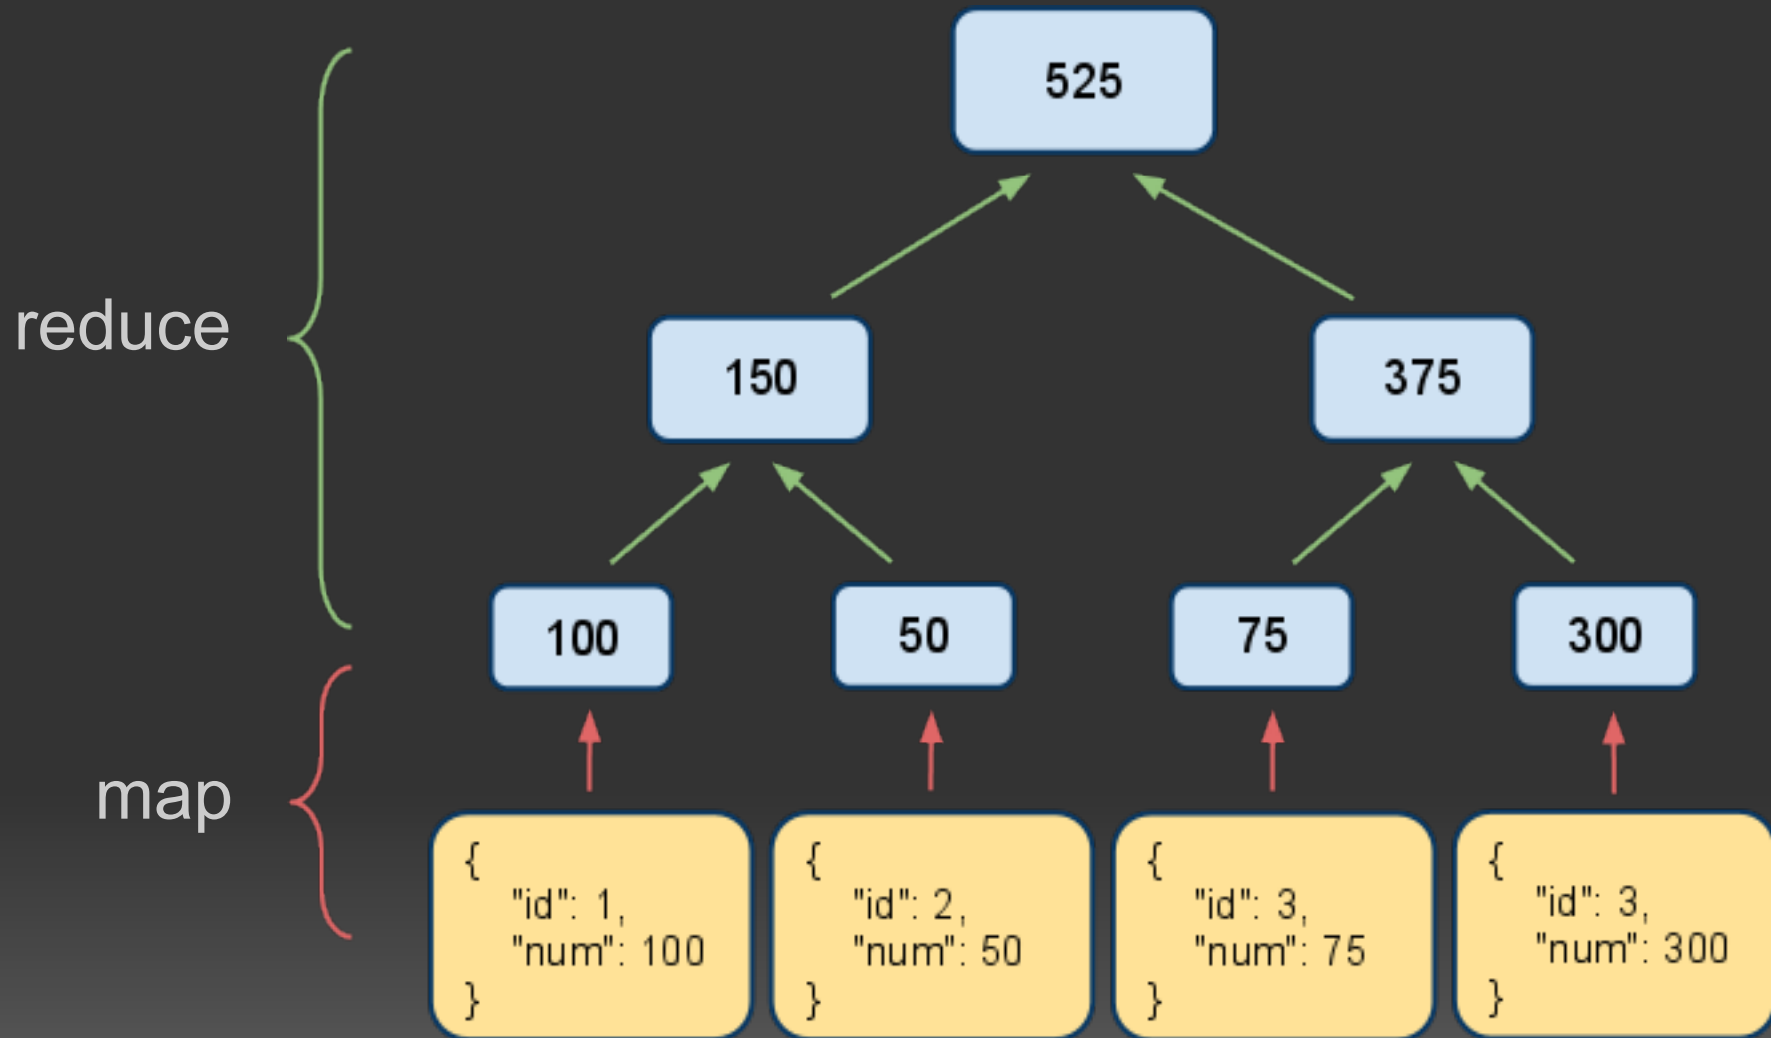 525
reduce
150
375
100
50
75
300
map
{
"id": 1,
"num": 100
}
{
"id": 2,
"num": 50
}
{
"id": 3,
"num": 75
}
{
"id": 3,
"num": 300
}